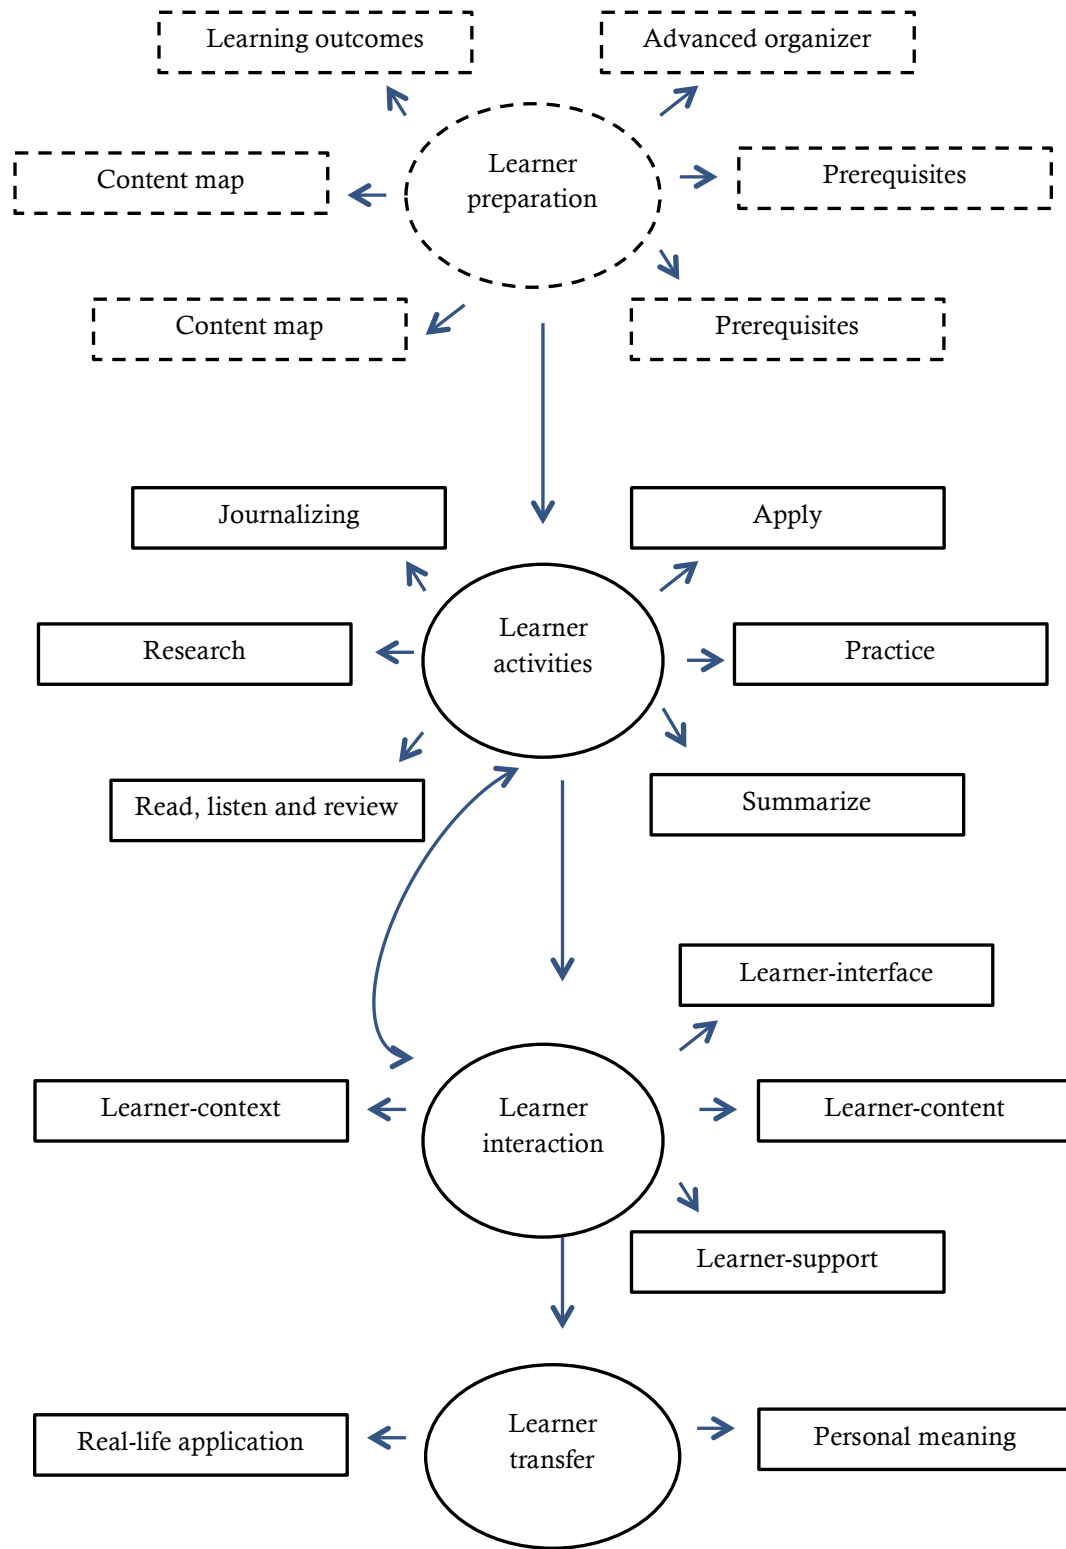 Learning outcomes
Advanced organizer
Learner
preparation
Content map
Prerequisites
Content map
Prerequisites
Journalizing
Apply
Learner
activities
Research
Practice
Read, listen and review
Summarize
Learner-interface
Learner-context
Learner
interaction
Learner-content
Learner-support
Real-life application
Learner
transfer
Personal meaning